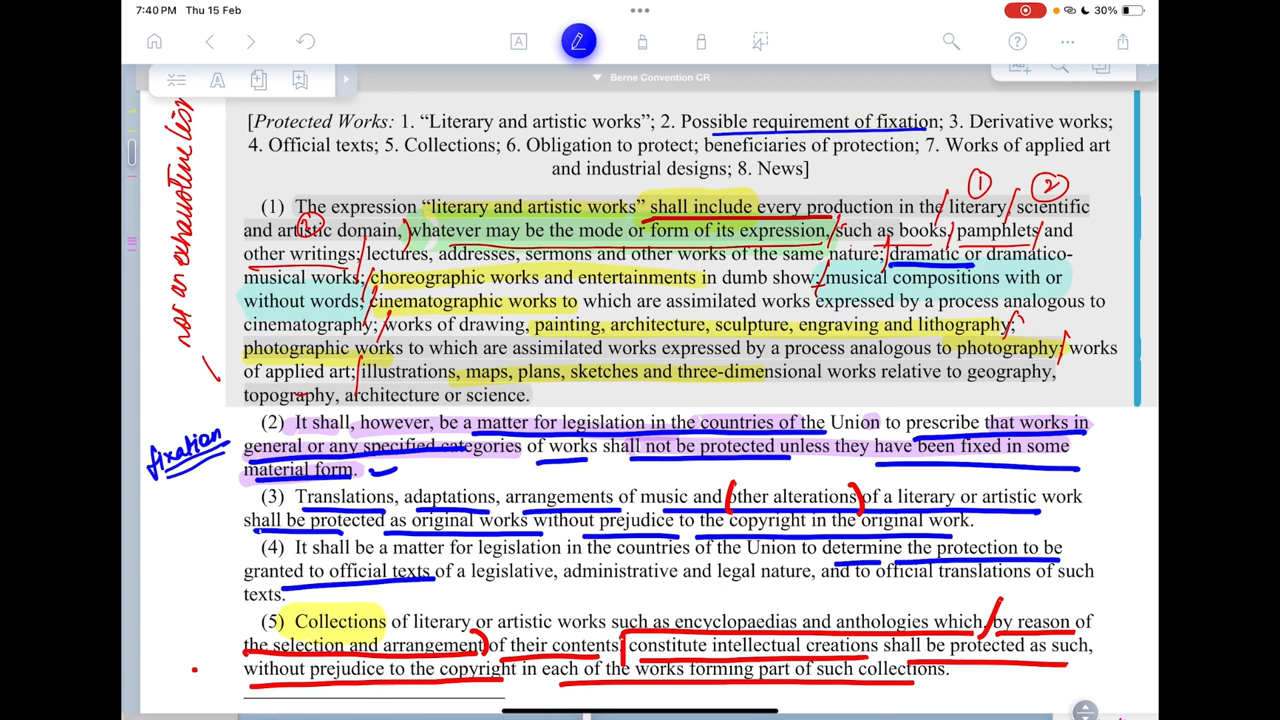 7:40 PM Thu 15 Feb
30%
Berne Convention CR
[Protected Works: 1. “Literary and artistic works”; 2. Possible requirement of fixation; 3. Derivative works;
4. Official texts; 5. Collections; 6. Obligation to protect; beneficiaries of protection; 7. Works of applied art
and industrial designs; 8. News]
1 2
(1) The expression “literary and artistic works” shall include every production in the literary, scientific
3
and artistic domain, whatever may be the mode or form of its expression, such as books, pamphlets and
other writings; lectures, addresses, sermons and other works of the same nature; dramatic or dramatico-
musical works; choreographic works and entertainments in dumb show; musical compositions with or
without words; cinematographic works to which are assimilated works expressed by a process analogous to
cinematography; works of drawing, painting, architecture, sculpture, engraving and lithography;
photographic works to which are assimilated works expressed by a process analogous to photography; works
of applied art; illustrations, maps, plans, sketches and three-dimensional works relative to geography,
topography, architecture or science.
not an exhaustive list
(2) It shall, however, be a matter for legislation in the countries of the Union to prescribe that works in
general or any specified categories of works shall not be protected unless they have been fixed in some
material form.
fixation
(3) Translations, adaptations, arrangements of music and other alterations of a literary or artistic work
shall be protected as original works without prejudice to the copyright in the original work.
(4) It shall be a matter for legislation in the countries of the Union to determine the protection to be
granted to official texts of a legislative, administrative and legal nature, and to official translations of such
texts.
(5) Collections of literary or artistic works such as encyclopaedias and anthologies which, by reason of
the selection and arrangement of their contents, constitute intellectual creations shall be protected as such,
without prejudice to the copyright in each of the works forming part of such collections.